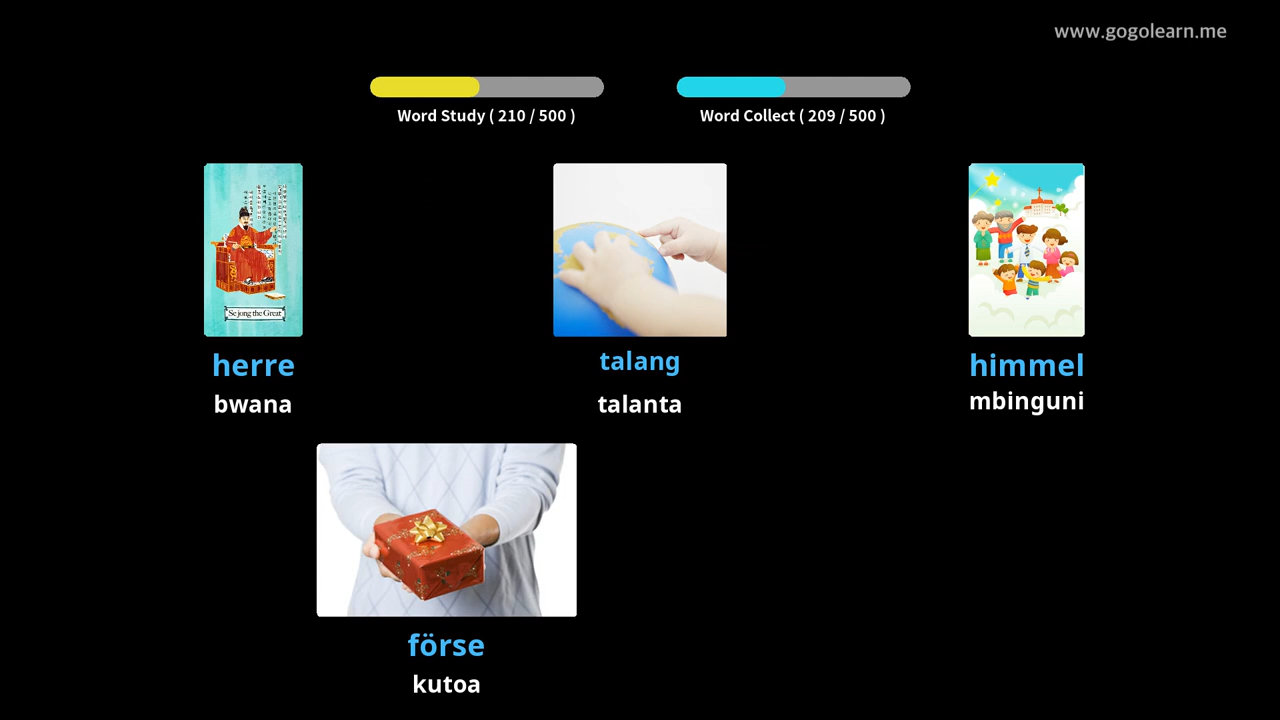 www.gogolearn.me
Word Study ( 210 / 500 )
Word Collect ( 209 / 500 )
Se jong the Great
herre
bwana
talang
talanta
himmel
mbinguni
förse
kutoa